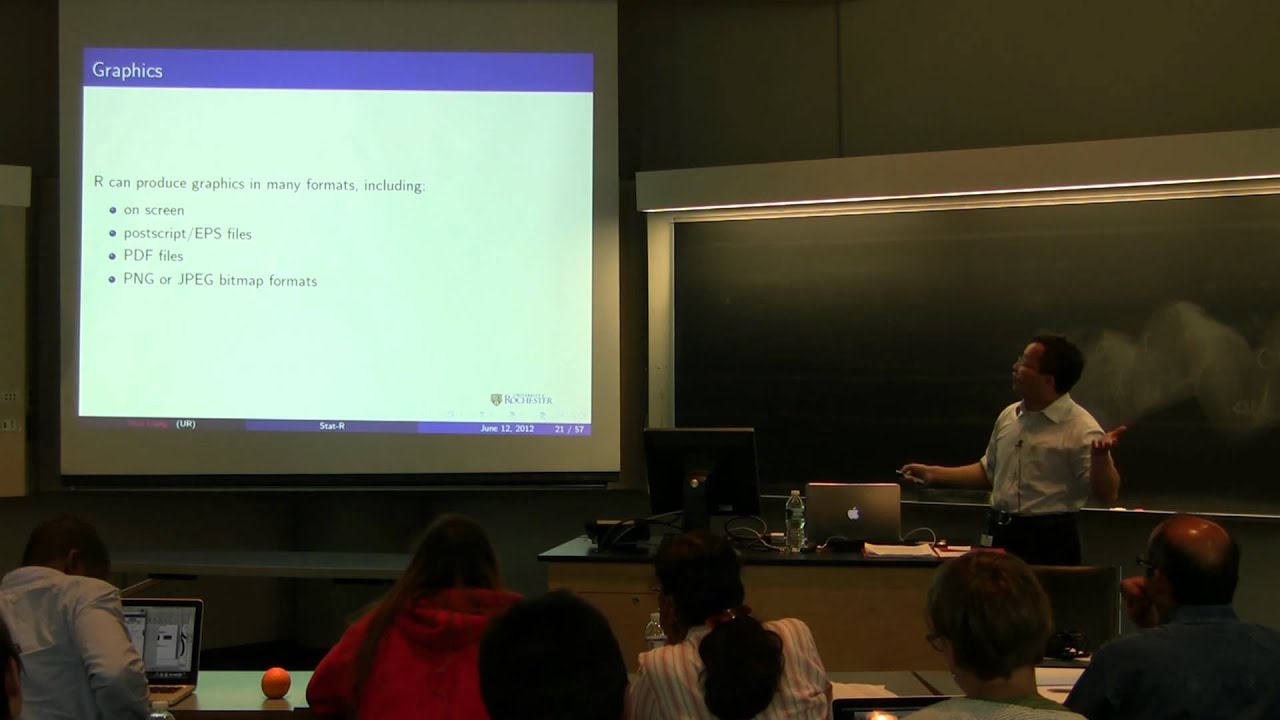 Graphics
R can produce graphics in many formats, including:
on screen
postscript/EPS files
PDF files
PNG or JPEG bitmap formats
ROCHESTER
(UR)
Stat-R
June 12, 2012
21 / 57